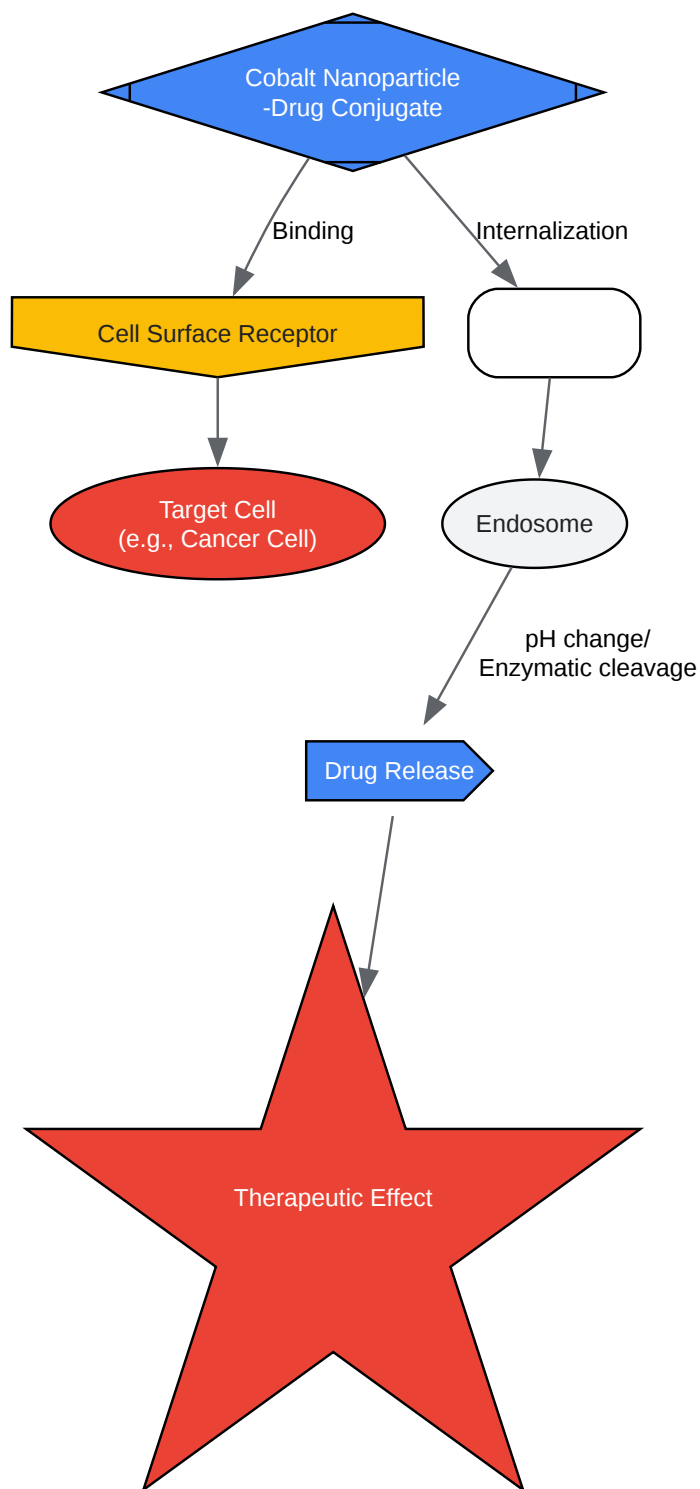 Cobalt Nanoparticle
-Drug Conjugate
Binding
Internalization
Cell Surface Receptor
Target Cell
(e.g., Cancer Cell)
Endosome
pH change/
Enzymatic cleavage
Drug Release
Therapeutic Effect